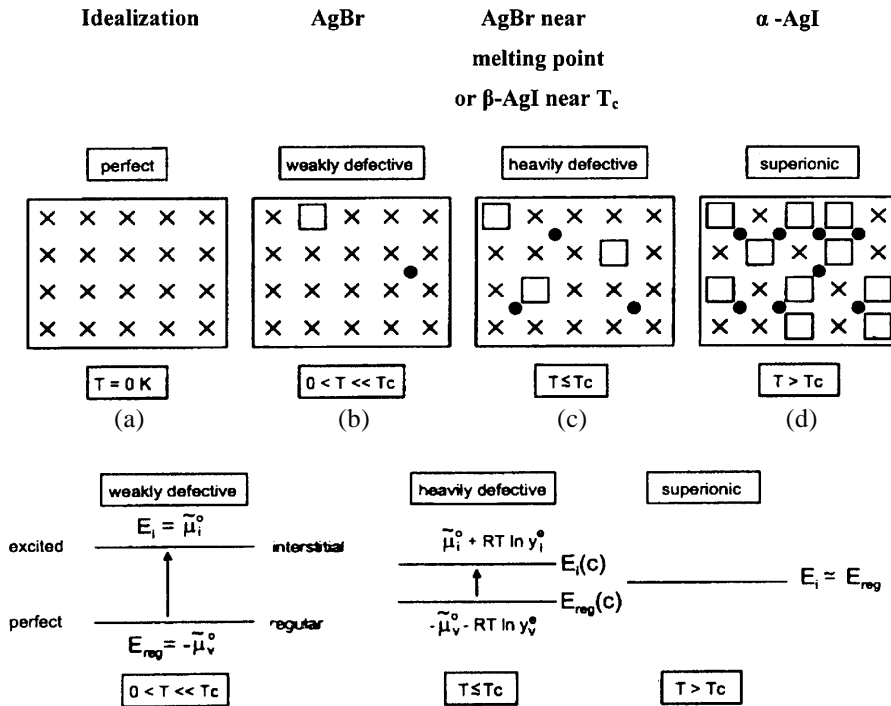 Idealization AgBr AgBr near α -AgI
melting point
or β-AgI near Tc
perfect weakly defective heavily defective superionic
T = 0 K 0 < T << Tc T ≤ Tc T > Tc
(a) (b) (c) (d)
weakly defective heavily defective superionic
Ei = μ̃i° μ̃i° + RT ln yi^e
excited interstitial Ei(c)
Ei ≃ Ereg
Ereg(c)
perfect regular -μ̃v° - RT ln yv^e
Ereg = -μ̃v°
0 < T << Tc T ≤ Tc T > Tc